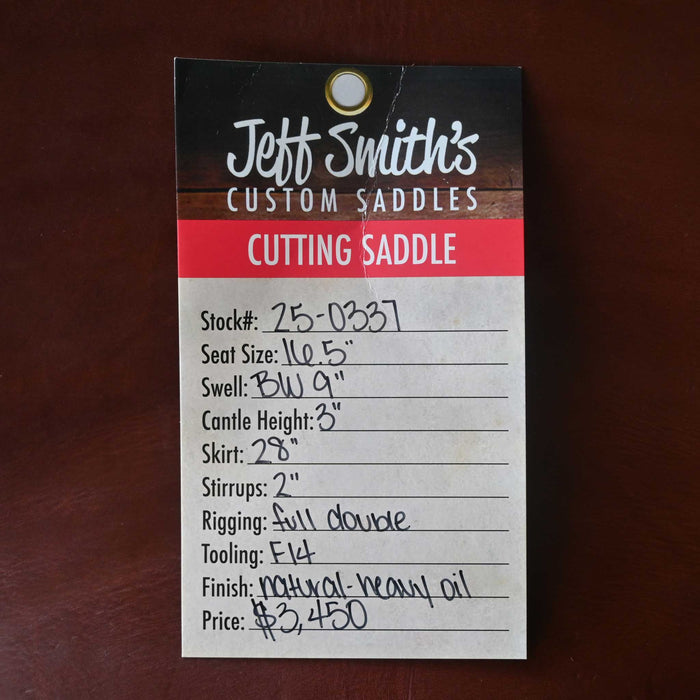 Jeff Smith's
CUSTOM SADDLES
CUTTING SADDLE
Stock#: 25-0337
Seat Size: 16.5"
Swell: BW 9"
Cantle Height: 3"
Skirt: 28"
Stirrups: 2"
Rigging: full double
Tooling: F14
Finish: natural-heavy oil
Price: $3,450